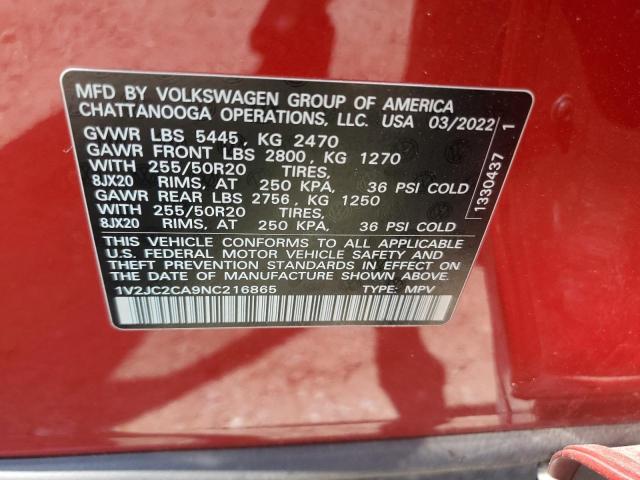 MFD BY VOLKSWAGEN GROUP OF AMERICA
CHATTANOOGA OPERATIONS, LLC. USA 03/2022
GVWR LBS 5445, KG 2470
GAWR FRONT LBS 2800, KG 1270
WITH 255/50R20 TIRES,
8JX20 RIMS, AT 250 KPA, 36 PSI COLD
GAWR REAR LBS 2756, KG 1250
WITH 255/50R20 TIRES,
8JX20 RIMS, AT 250 KPA, 36 PSI COLD
THIS VEHICLE CONFORMS TO ALL APPLICABLE
U.S. FEDERAL MOTOR VEHICLE SAFETY AND
THEFT PREVENTION STANDARDS IN EFFECT ON
THE DATE OF MANUFACTURE SHOWN ABOVE.
1V2JC2CA9NC216865 TYPE: MPV
1330437 1